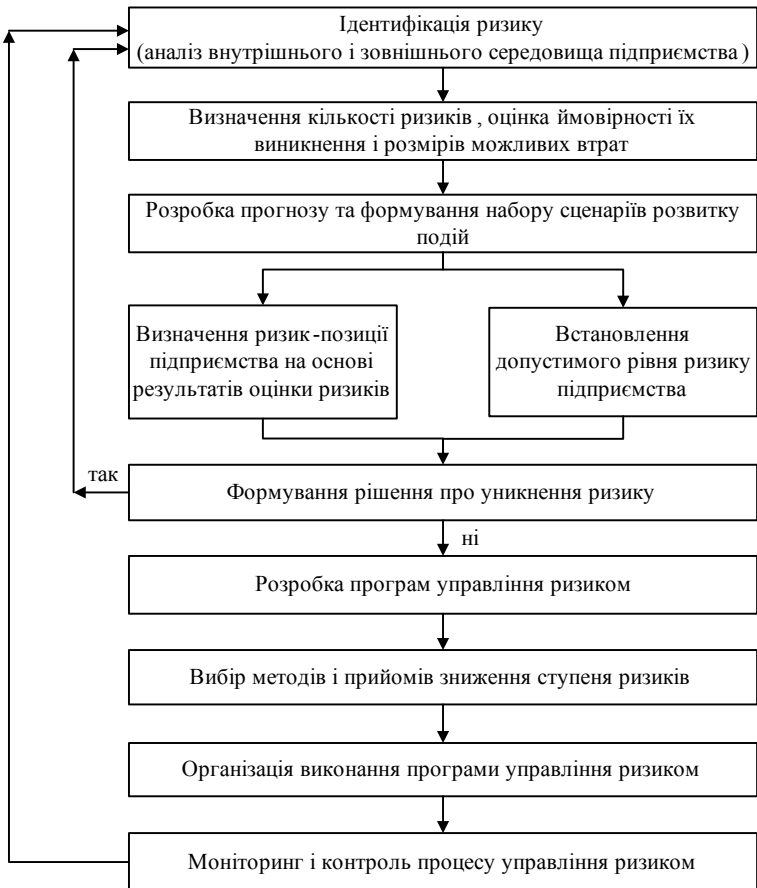 Ідентифікація ризику
(аналіз внутрішнього і зовнішнього середовища підприємства)
Визначення кількості ризиків, оцінка ймовірності їх
виникнення і розмірів можливих втрат
Розробка прогнозу та формування набору сценаріїв розвитку
подій
Визначення ризик-позиції
підприємства на основі
результатів оцінки ризиків
Встановлення
допустимого рівня ризику
підприємства
так
Формування рішення про уникнення ризику
ні
Розробка програм управління ризиком
Вибір методів і прийомів зниження ступеня ризиків
Організація виконання програми управління ризиком
Моніторинг і контроль процесу управління ризиком